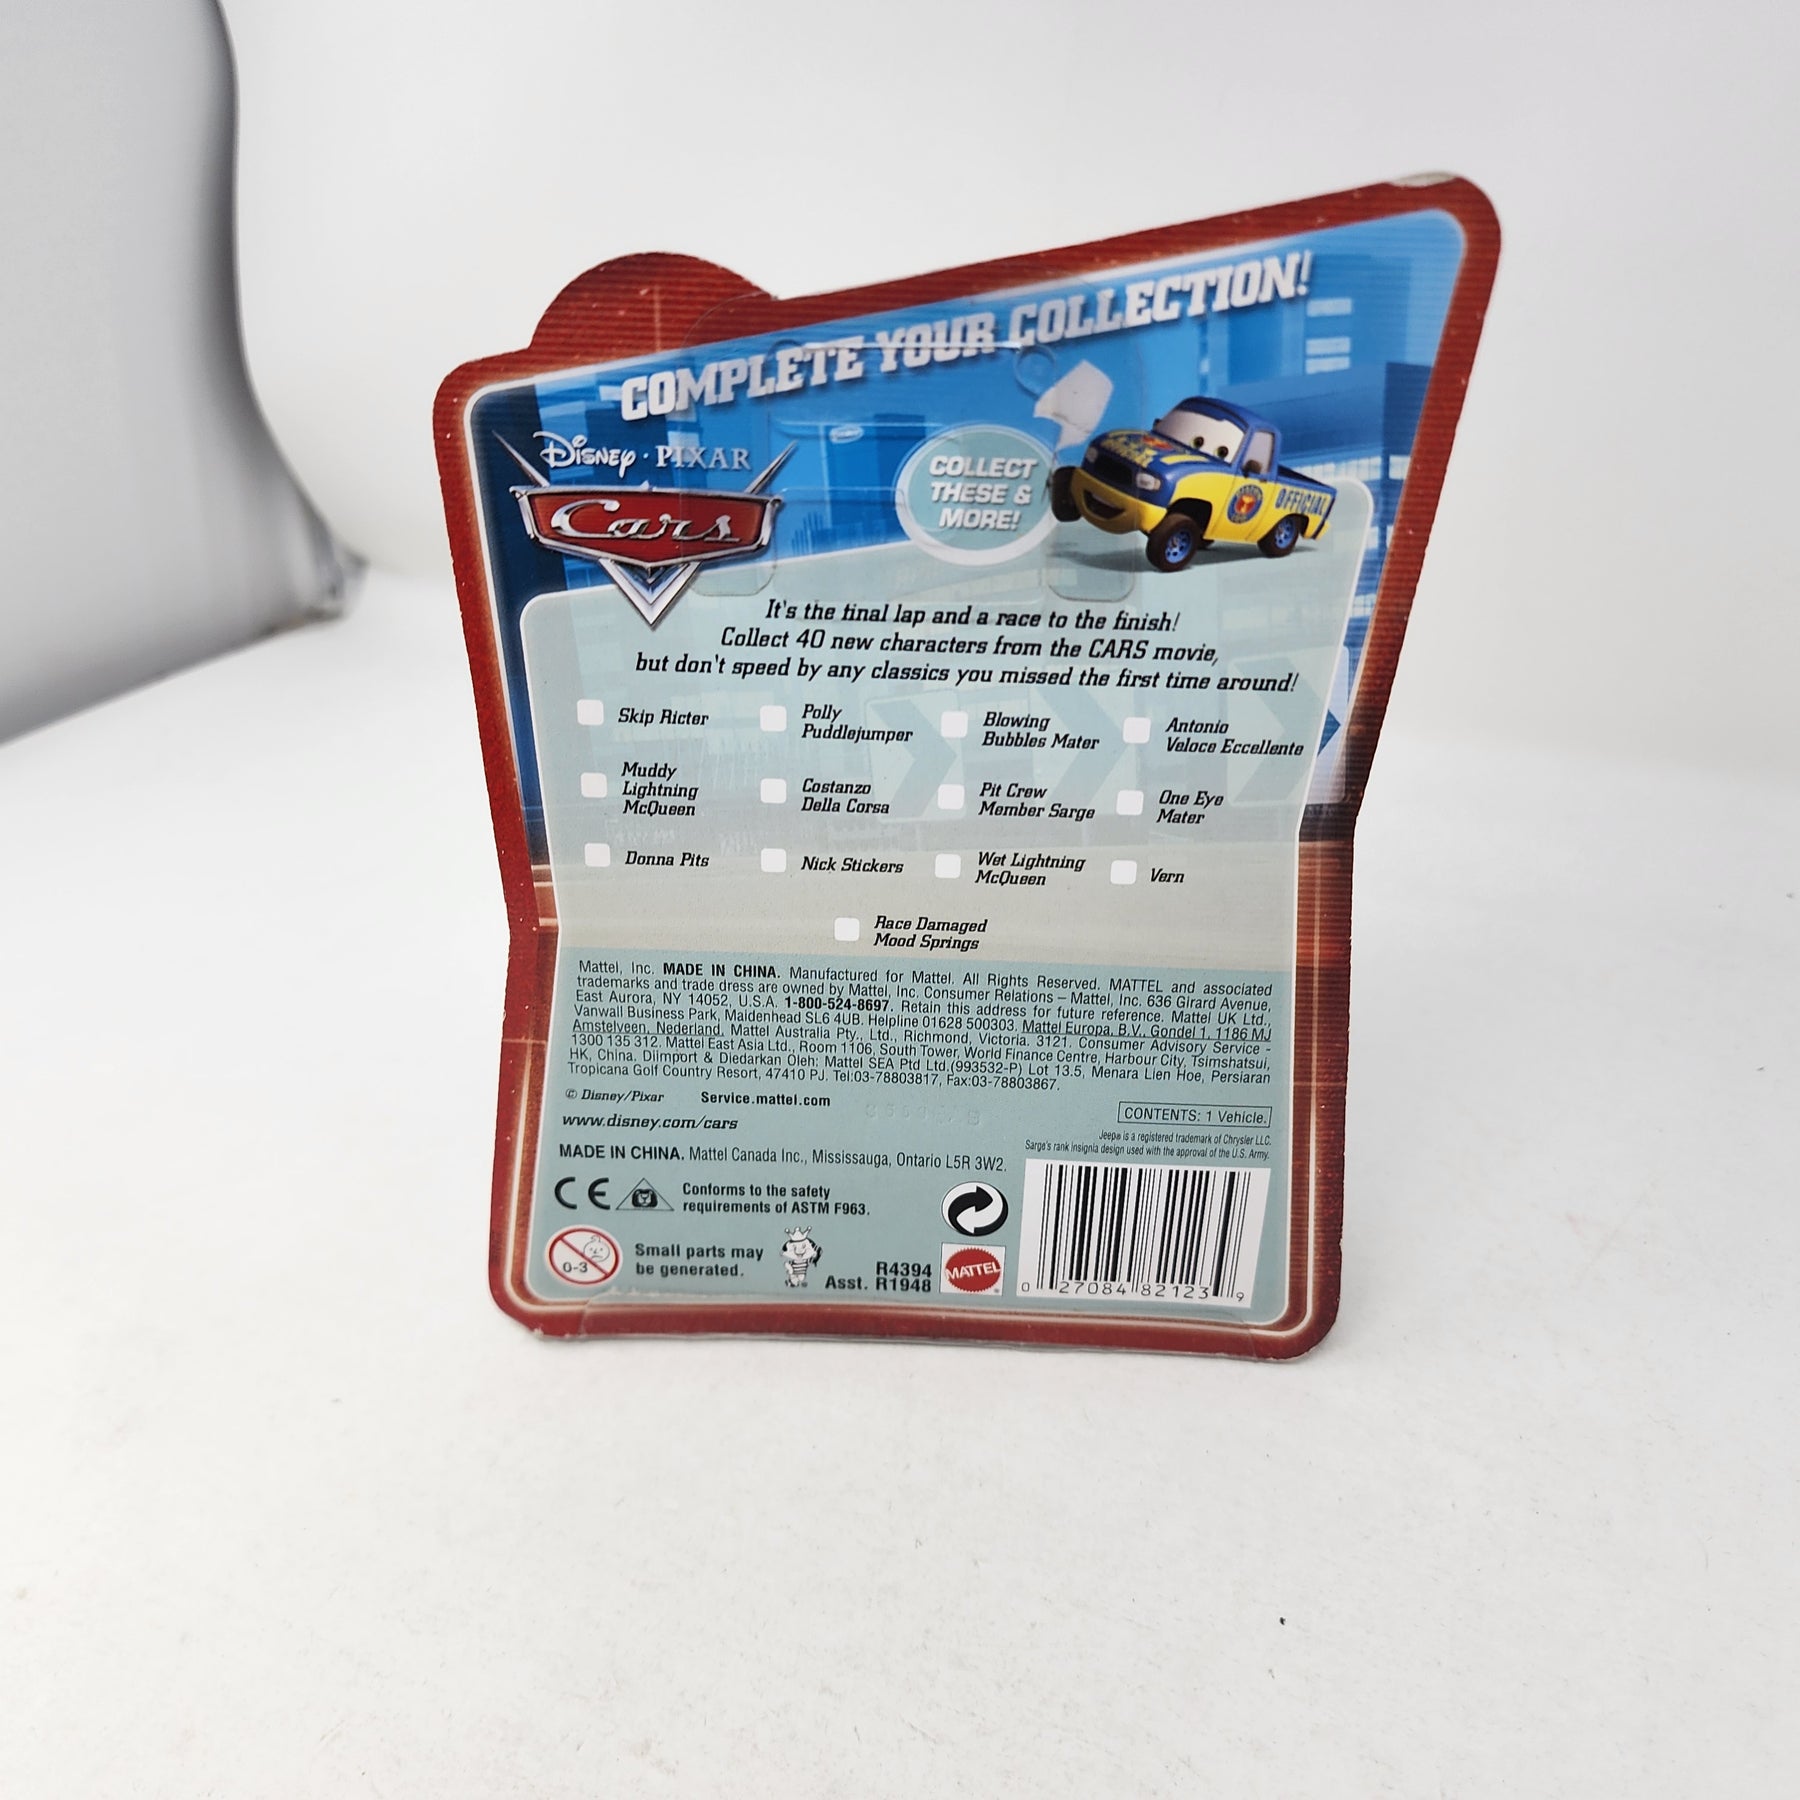 COMPLETE YOUR COLLECTION!
DISNEY · PIXAR
Cars
COLLECT
THESE &
MORE!
OFFICIAL
It's the final lap and a race to the finish!
Collect 40 new characters from the CARS movie,
but don't speed by any classics you missed the first time around!
Skip Ricter
Polly
Puddlejumper
Blowing
Bubbles Mater
Antonio
Veloce Eccellente
Muddy
Lightning
McQueen
Costanzo
Della Corsa
Pit Crew
Member Sarge
One Eye
Mater
Donna Pits
Nick Stickers
Wet Lightning
McQueen
Vern
Race Damaged
Mood Springs
Mattel, Inc. MADE IN CHINA. Manufactured for Mattel. All Rights Reserved. MATTEL and associated
trademarks and trade dress are owned by Mattel, Inc. Consumer Relations – Mattel, Inc. 636 Girard Avenue,
East Aurora, NY 14052, U.S.A. 1-800-524-8697. Retain this address for future reference. Mattel UK Ltd.,
Vanwall Business Park, Maidenhead SL6 4UB. Helpline 01628 500303. Mattel Europa, B.V., Gondel 1, 1186 MJ
Amstelveen, Nederland. Mattel Australia Pty., Ltd., Richmond, Victoria. 3121. Consumer Advisory Service -
1300 135 312. Mattel East Asia Ltd., Room 1106, South Tower, World Finance Centre, Harbour City, Tsimshatsui,
HK, China. Diimport & Diedarkan Oleh: Mattel SEA Ptd Ltd.(993532-P) Lot 13.5, Menara Lien Hoe, Persiaran
Tropicana Golf Country Resort, 47410 PJ. Tel:03-78803817, Fax:03-78803867.
© Disney/Pixar
Service.mattel.com
www.disney.com/cars
CONTENTS: 1 Vehicle.
Jeep® is a registered trademark of Chrysler LLC.
Sarge's rank insignia design used with the approval of the U.S. Army.
MADE IN CHINA. Mattel Canada Inc., Mississauga, Ontario L5R 3W2.
CE
Conforms to the safety
requirements of ASTM F963.
0-3
Small parts may
be generated.
R4394
Asst. R1948
MATTEL
0 27084 82123 9